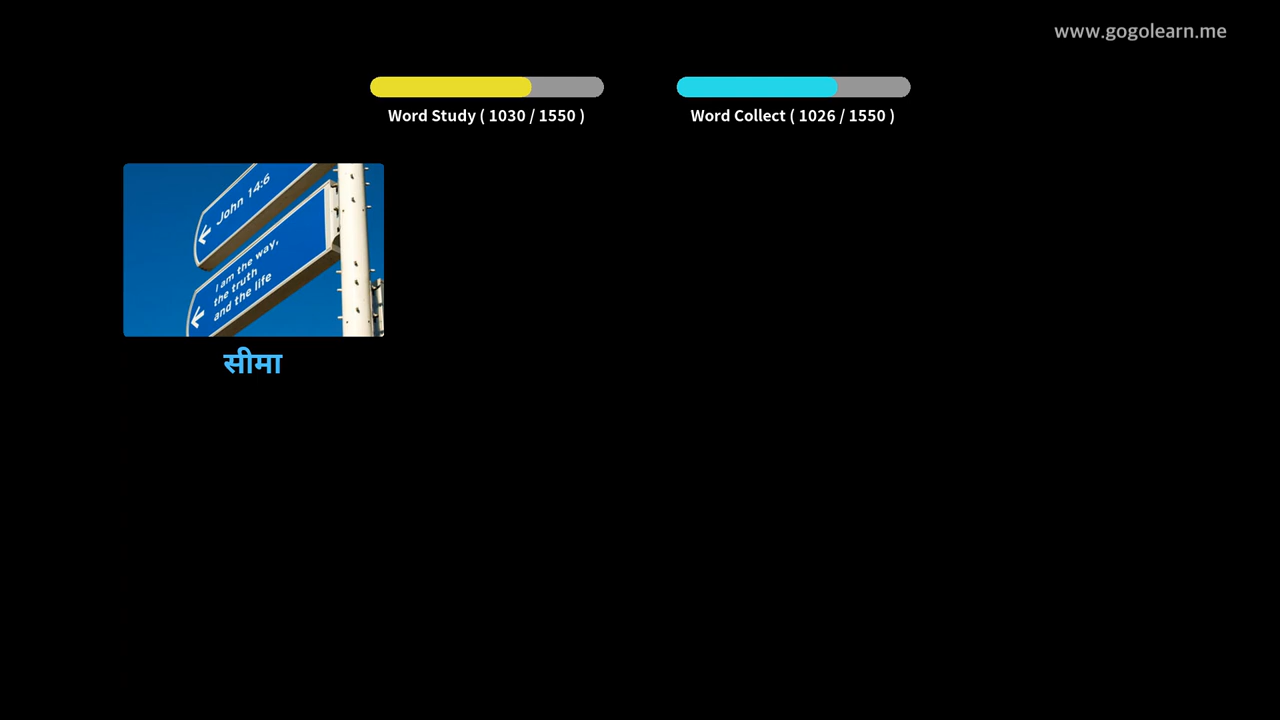 www.gogolearn.me
Word Study ( 1030 / 1550 )
Word Collect ( 1026 / 1550 )
John 14:6
I am the way,
the truth
and the life
सीमा